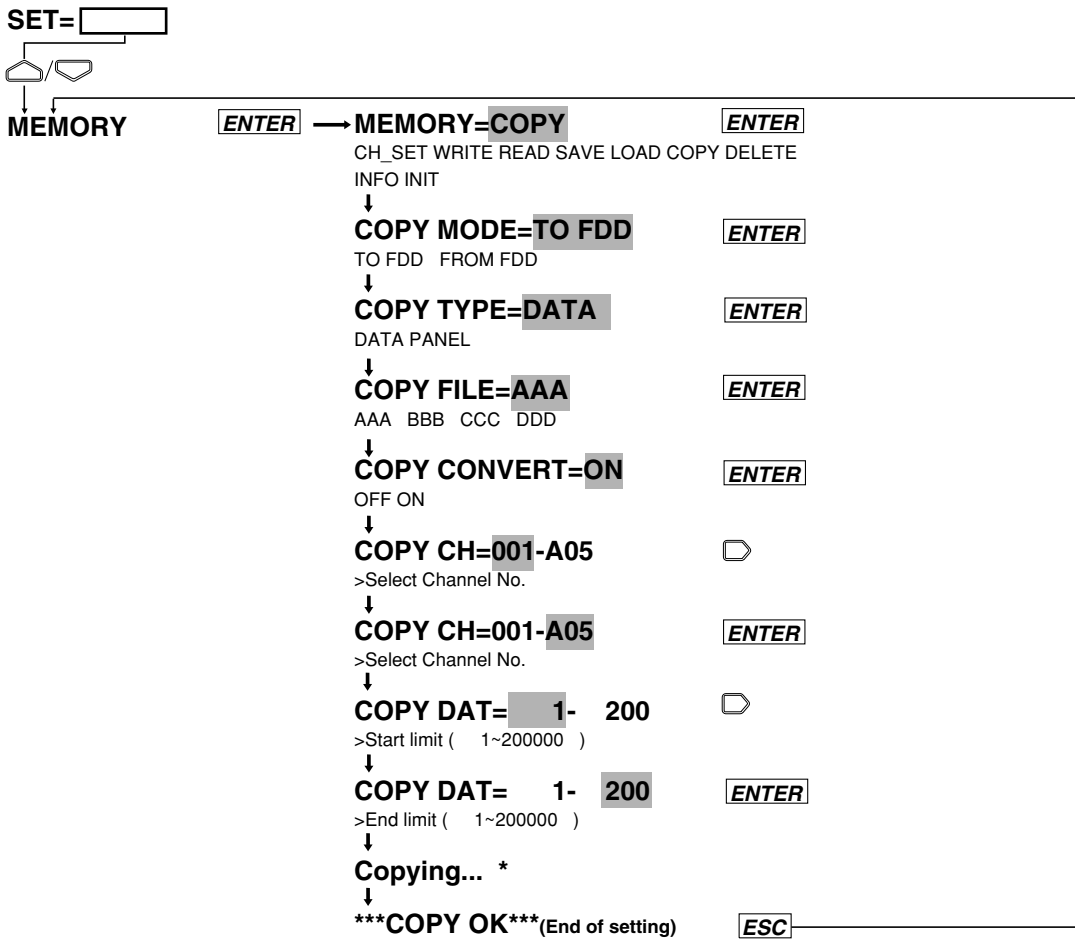 SET=
/
MEMORY ENTER MEMORY=COPY ENTER
CH_SET WRITE READ SAVE LOAD COPY DELETE
INFO INIT
COPY MODE=TO FDD ENTER
TO FDD FROM FDD
COPY TYPE=DATA ENTER
DATA PANEL
COPY FILE=AAA ENTER
AAA BBB CCC DDD
COPY CONVERT=ON ENTER
OFF ON
COPY CH=001-A05
>Select Channel No.
COPY CH=001-A05 ENTER
>Select Channel No.
COPY DAT= 1- 200
>Start limit ( 1~200000 )
COPY DAT= 1- 200 ENTER
>End limit ( 1~200000 )
Copying... *
***COPY OK***(End of setting) ESC